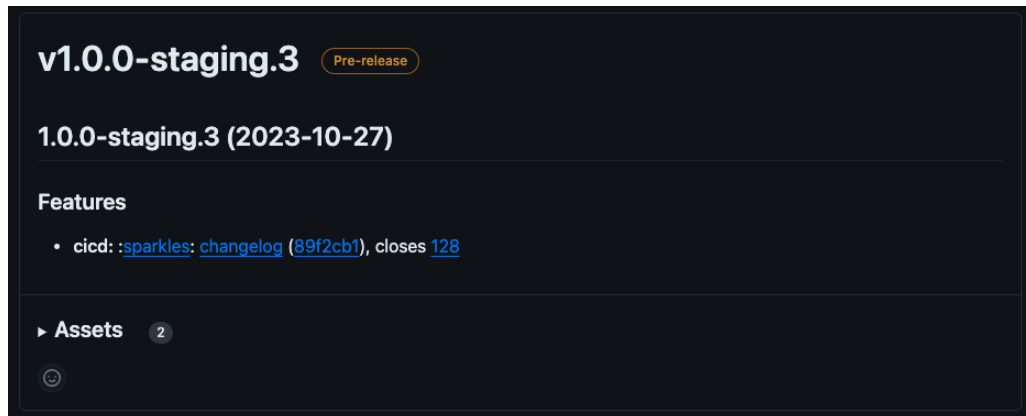 v1.0.0-staging.3 Pre-release
1.0.0-staging.3 (2023-10-27)
Features
• cicd: :sparkles: changelog (89f2cb1), closes 128
▸ Assets 2